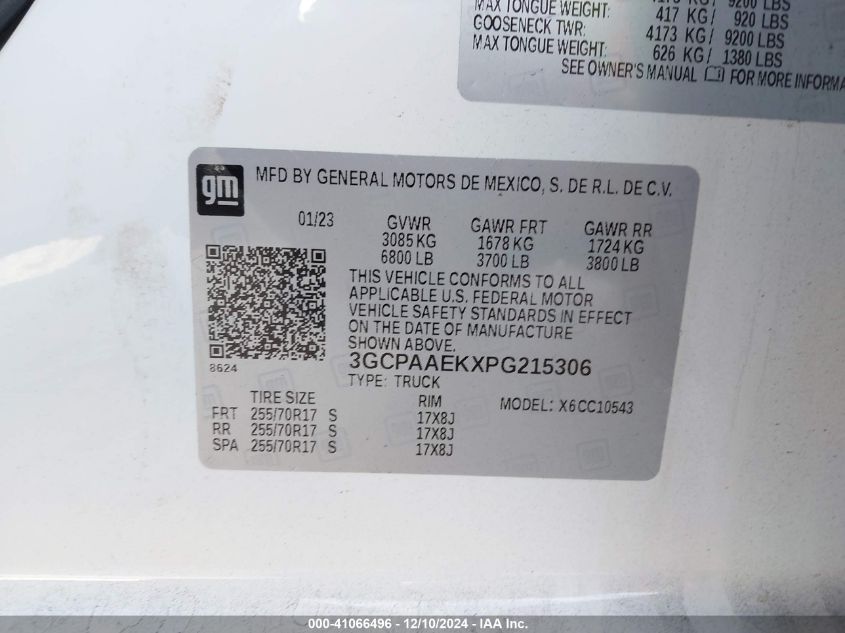 9200 LBS
MAX TONGUE WEIGHT: 417 KG/ 920 LBS
GOOSENECK TWR: 4173 KG/ 9200 LBS
MAX TONGUE WEIGHT: 626 KG/ 1380 LBS
SEE OWNER'S MANUAL FOR MORE INFORMA
gm MFD BY GENERAL MOTORS DE MEXICO, S. DE R.L. DE C.V.
01/23 GVWR GAWR FRT GAWR RR
3085 KG 1678 KG 1724 KG
6800 LB 3700 LB 3800 LB
THIS VEHICLE CONFORMS TO ALL
APPLICABLE U.S. FEDERAL MOTOR
VEHICLE SAFETY STANDARDS IN EFFECT
ON THE DATE OF MANUFACTURE
SHOWN ABOVE.
8624 3GCPAAEKXPG215306
TYPE: TRUCK
TIRE SIZE RIM MODEL: X6CC10543
FRT 255/70R17 S 17X8J
RR 255/70R17 S 17X8J
SPA 255/70R17 S 17X8J
000-41066496 - 12/10/2024 - IAA Inc.